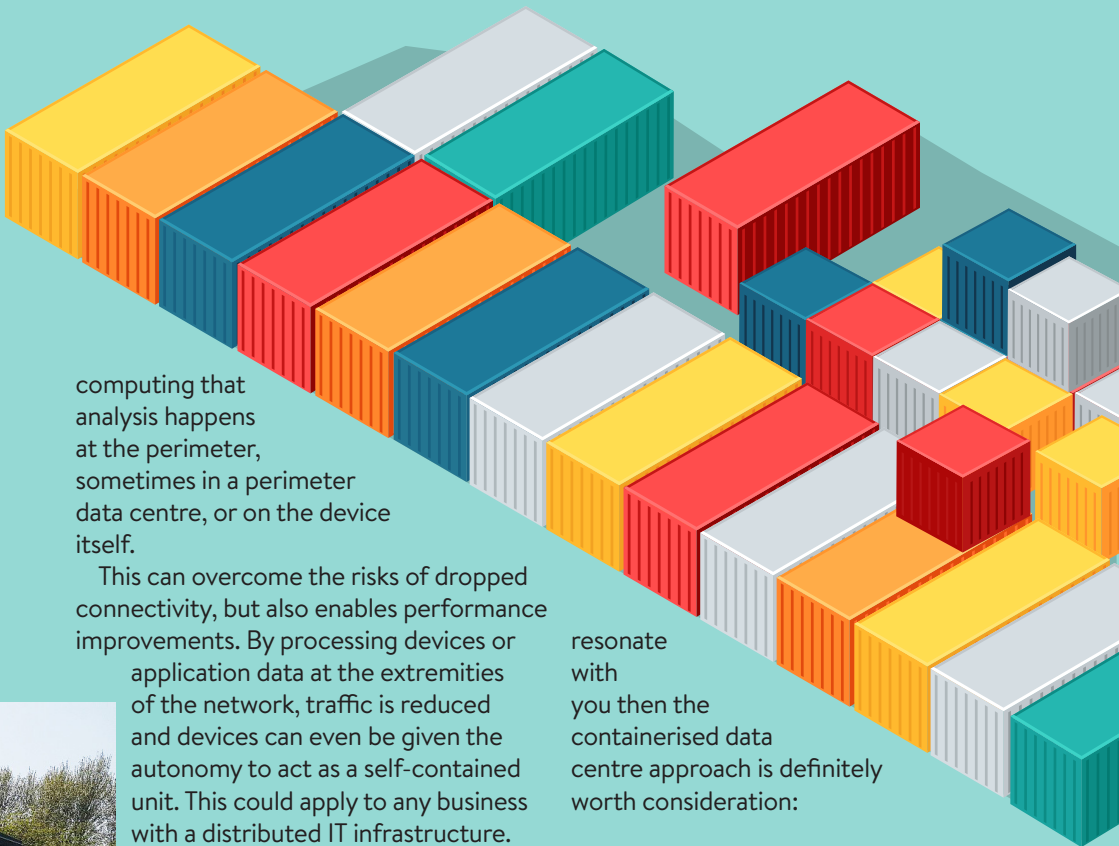 computing that
analysis happens
at the perimeter,
sometimes in a perimeter
data centre, or on the device
itself.
This can overcome the risks of dropped
connectivity, but also enables performance
improvements. By processing devices or
application data at the extremities
of the network, traffic is reduced
and devices can even be given the
autonomy to act as a self-contained
unit. This could apply to any business
with a distributed IT infrastructure.
resonate
with
you then the
containerised data
centre approach is definitely
worth consideration: